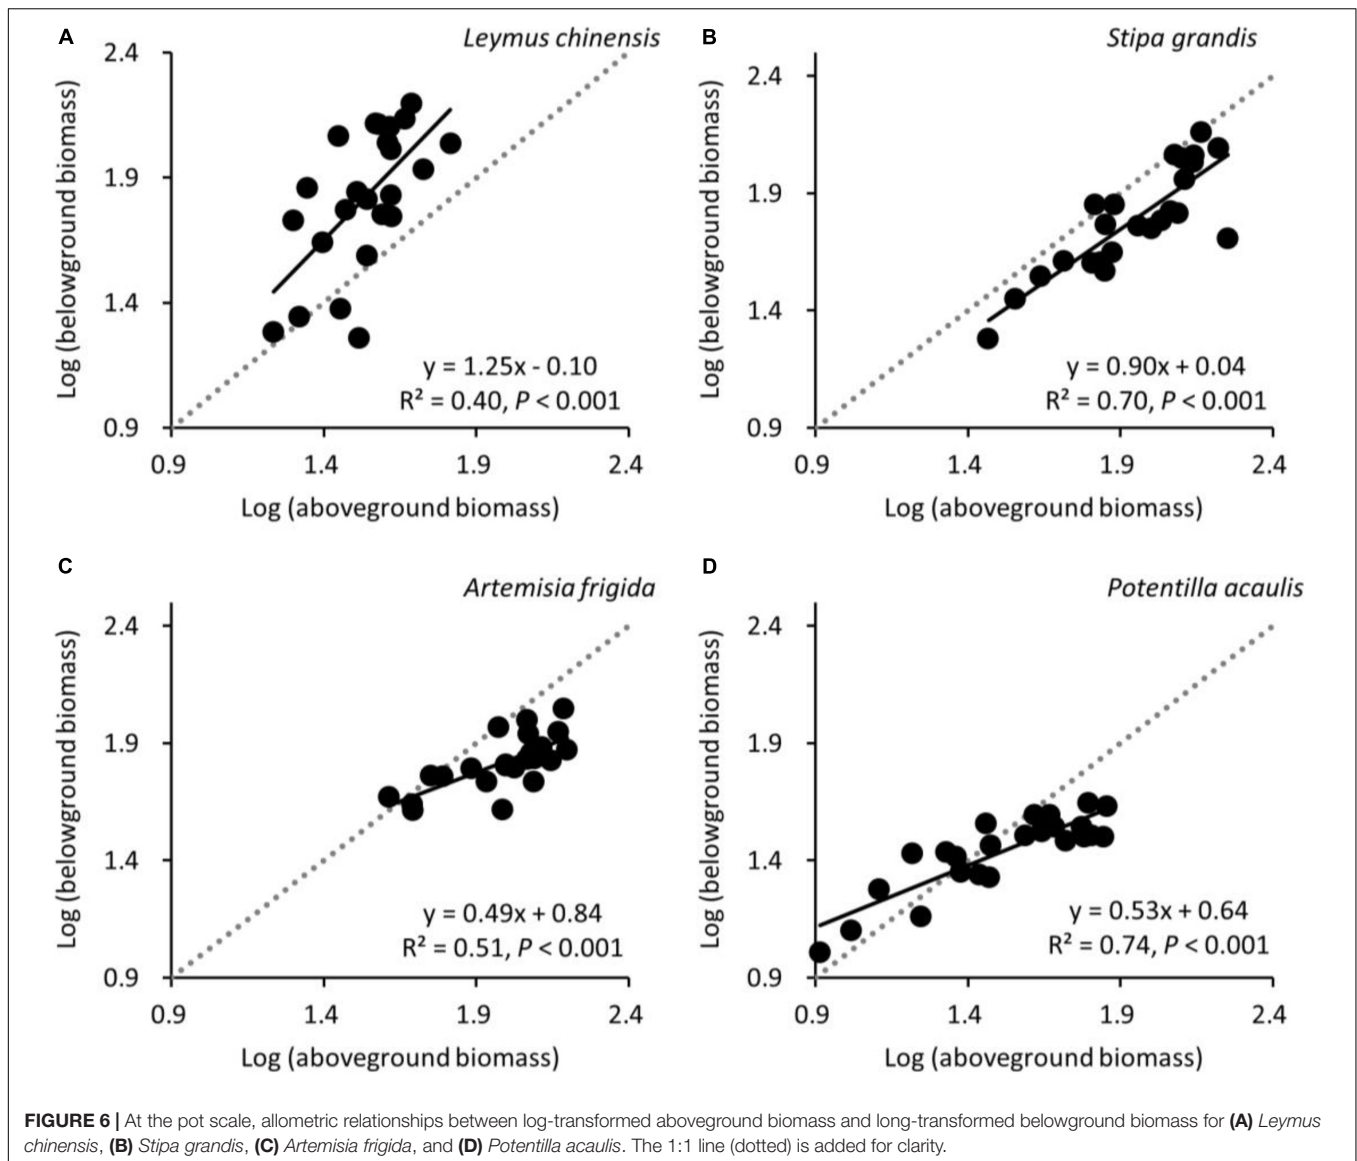 A
Leymus chinensis
2.4
1.9
1.4
0.9
Log (belowground biomass)
y = 1.25x - 0.10
R² = 0.40, P < 0.001
0.9 1.4 1.9 2.4
Log (aboveground biomass)
B
Stipa grandis
2.4
1.9
1.4
0.9
Log (belowground biomass)
y = 0.90x + 0.04
R² = 0.70, P < 0.001
0.9 1.4 1.9 2.4
Log (aboveground biomass)
C
Artemisia frigida
2.4
1.9
1.4
0.9
Log (belowground biomass)
y = 0.49x + 0.84
R² = 0.51, P < 0.001
0.9 1.4 1.9 2.4
Log (aboveground biomass)
D
Potentilla acaulis
2.4
1.9
1.4
0.9
Log (belowground biomass)
y = 0.53x + 0.64
R² = 0.74, P < 0.001
0.9 1.4 1.9 2.4
Log (aboveground biomass)
FIGURE 6 | At the pot scale, allometric relationships between log-transformed aboveground biomass and long-transformed belowground biomass for (A) Leymus
chinensis, (B) Stipa grandis, (C) Artemisia frigida, and (D) Potentilla acaulis. The 1:1 line (dotted) is added for clarity.